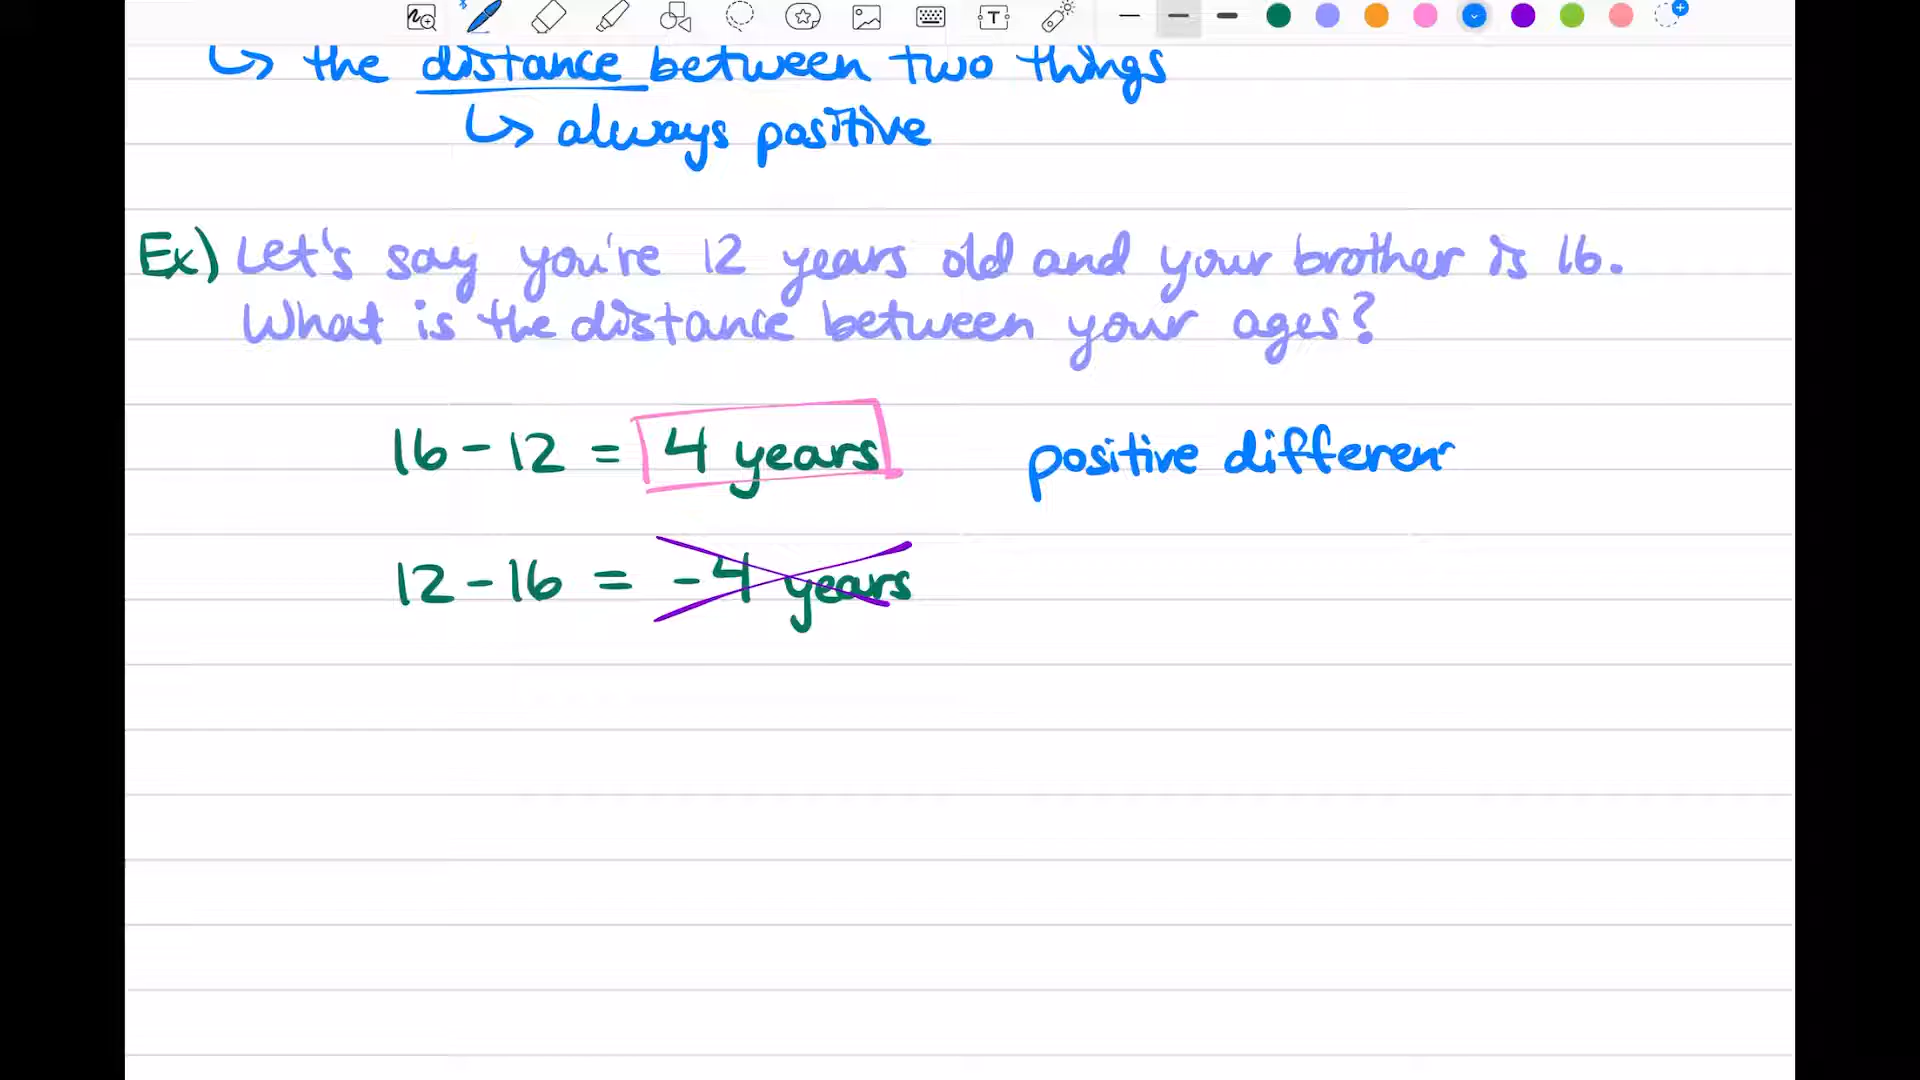 ↳ the distance between two things
↳ always positive
Ex) Let's say you're 12 years old and your brother is 16.
What is the distance between your ages?
16 - 12 = 4 years
positive differen
12 - 16 = -4 years